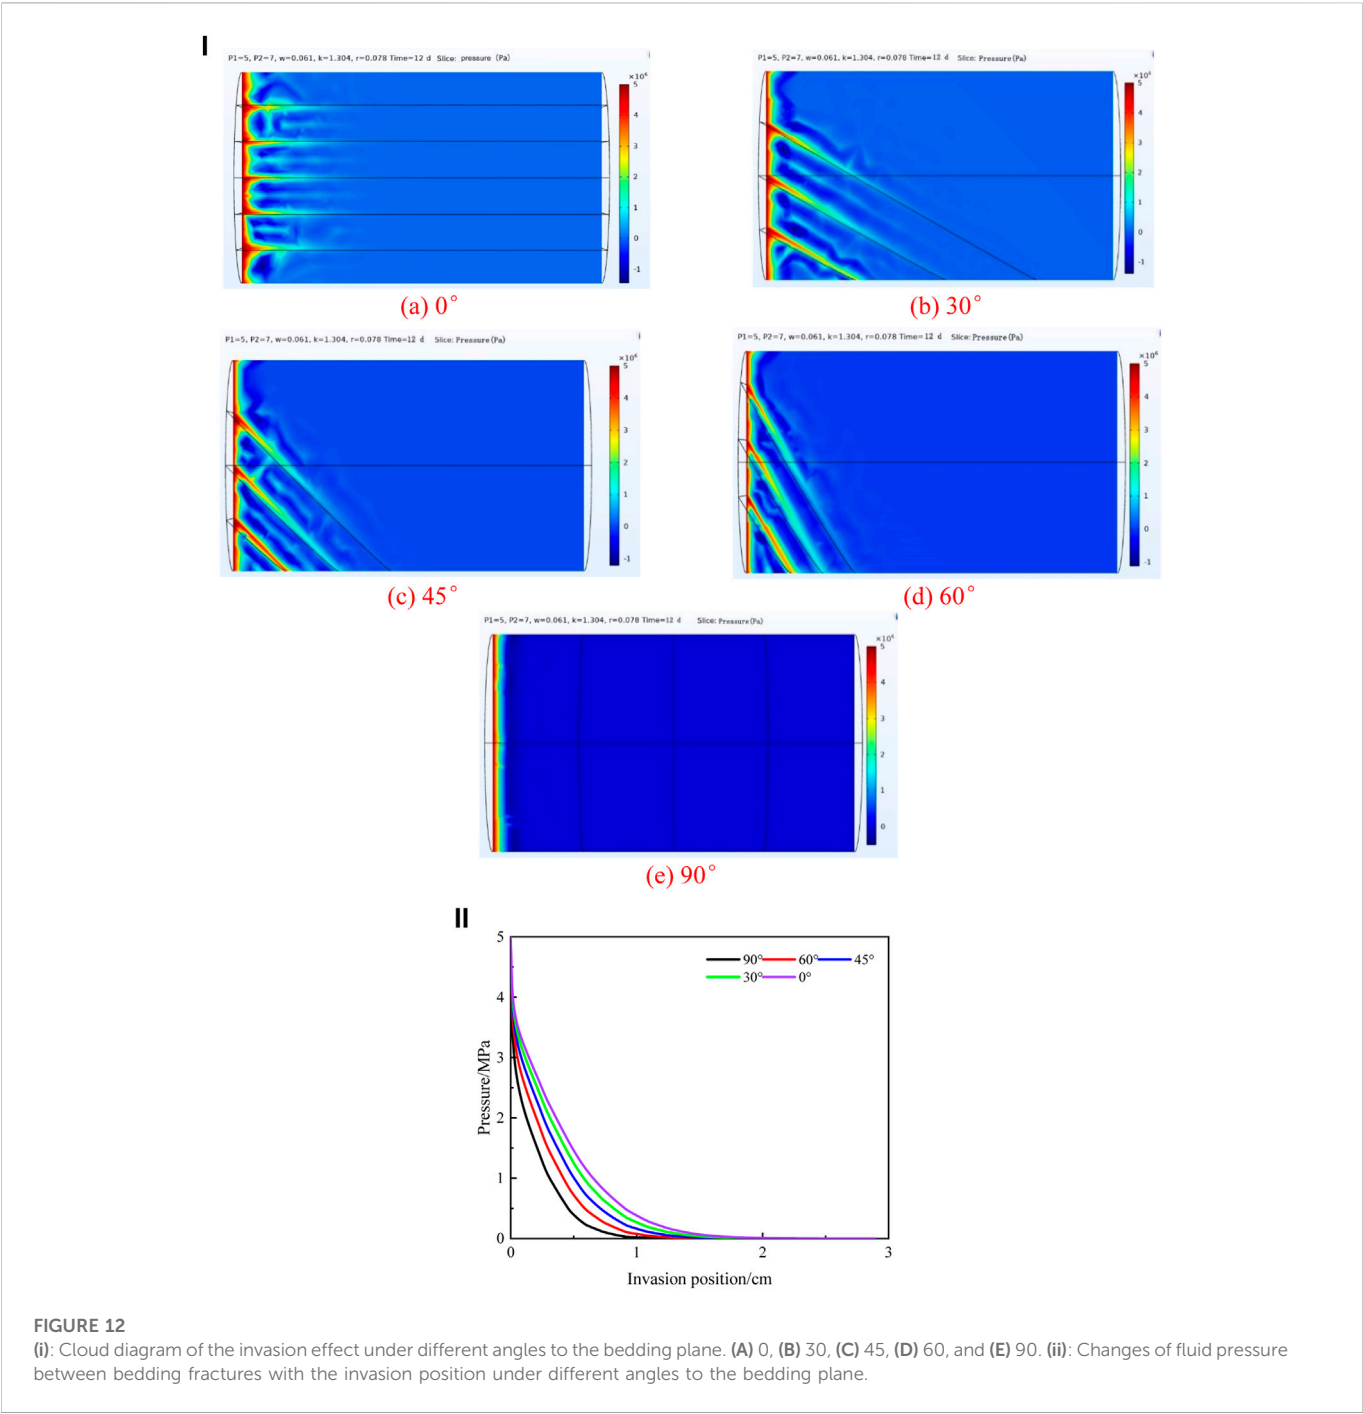 I
P1=5, P2=7, w=0.061, k=1.304, r=0.078 Time=12 d Slice: pressure (Pa)
×10⁶
5
4
3
2
1
0
-1
(a) 0°
P1=5, P2=7, w=0.061, k=1.304, r=0.078 Time=12 d Slice: Pressure(Pa)
×10⁶
5
4
3
2
1
0
-1
(b) 30°
P1=5, P2=7, w=0.061, k=1.304, r=0.078 Time=12 d Slice: Pressure(Pa)
×10⁶
5
4
3
2
1
0
-1
(c) 45°
P1=5, P2=7, w=0.061, k=1.304, r=0.078 Time=12 d Slice: Pressure(Pa)
×10⁶
5
4
3
2
1
0
-1
(d) 60°
P1=5, P2=7, w=0.061, k=1.304, r=0.078 Time=12 d Slice: Pressure(Pa)
×10⁶
5
4
3
2
1
0
(e) 90°
II
5
4
3
2
1
0
Pressure/MPa
90° 60° 45°
30° 0°
0 1 2 3
Invasion position/cm
FIGURE 12
(i): Cloud diagram of the invasion effect under different angles to the bedding plane. (A) 0, (B) 30, (C) 45, (D) 60, and (E) 90. (ii): Changes of fluid pressure
between bedding fractures with the invasion position under different angles to the bedding plane.